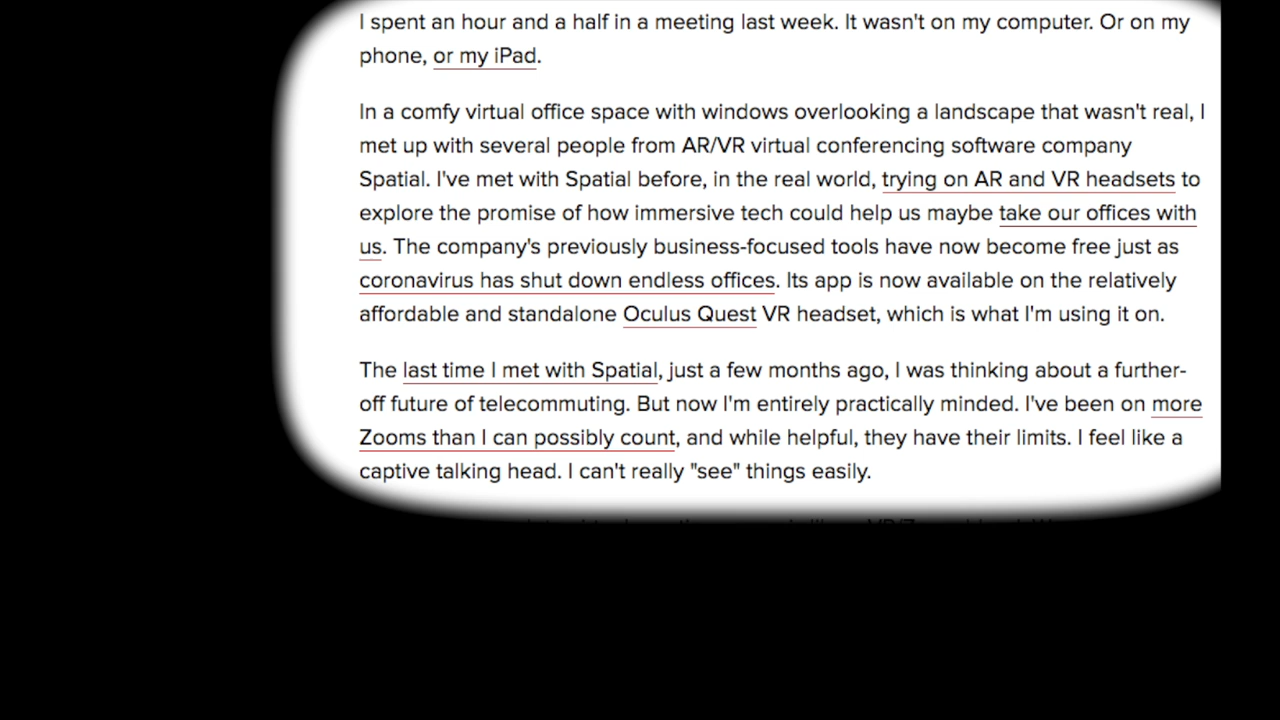 I spent an hour and a half in a meeting last week. It wasn't on my computer. Or on my
phone, or my iPad.
In a comfy virtual office space with windows overlooking a landscape that wasn't real, I
met up with several people from AR/VR virtual conferencing software company
Spatial. I've met with Spatial before, in the real world, trying on AR and VR headsets to
explore the promise of how immersive tech could help us maybe take our offices with
us. The company's previously business-focused tools have now become free just as
coronavirus has shut down endless offices. Its app is now available on the relatively
affordable and standalone Oculus Quest VR headset, which is what I'm using it on.
The last time I met with Spatial, just a few months ago, I was thinking about a further-
off future of telecommuting. But now I'm entirely practically minded. I've been on more
Zooms than I can possibly count, and while helpful, they have their limits. I feel like a
captive talking head. I can't really "see" things easily.